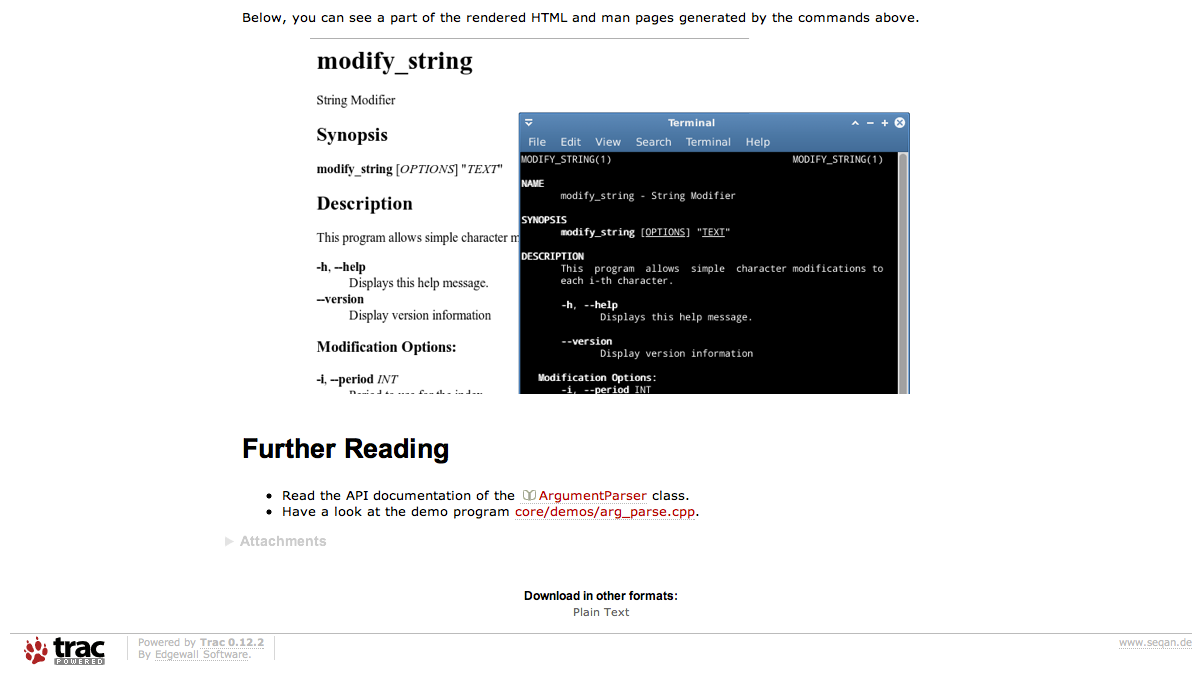 Below, you can see a part of the rendered HTML and man pages generated by the commands above.
modify_string
String Modifier
Synopsis
modify_string [OPTIONS] "TEXT"
Description
This program allows simple character m
-h, --help
Displays this help message.
--version
Display version information
Modification Options:
-i, --period INT
Period to use for the index
Terminal
File Edit View Search Terminal Help
MODIFY_STRING(1) MODIFY_STRING(1)
NAME
modify_string - String Modifier
SYNOPSIS
modify_string [OPTIONS] "TEXT"
DESCRIPTION
This program allows simple character modifications to
each i-th character.
-h, --help
Displays this help message.
--version
Display version information
Modification Options:
-i, --period INT
Further Reading
Read the API documentation of the ArgumentParser class.
Have a look at the demo program core/demos/arg_parse.cpp.
Attachments
Download in other formats:
Plain Text
trac
POWERED
Powered by Trac 0.12.2
By Edgewall Software.
www.seqan.de